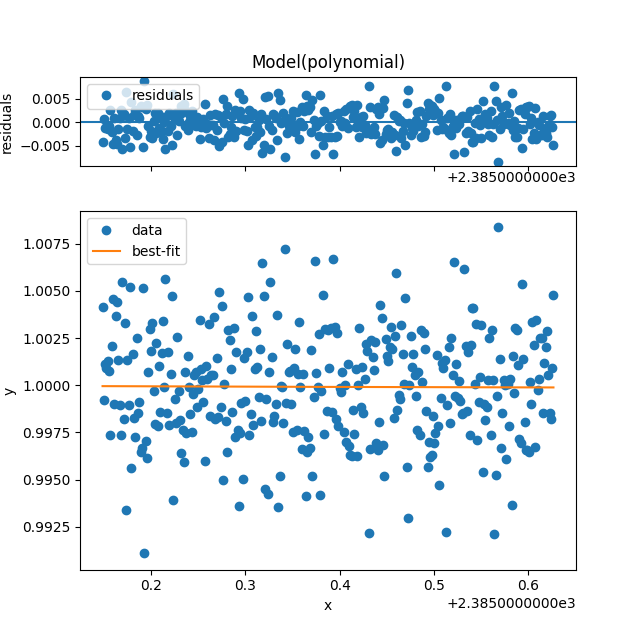 Model(polynomial)
residuals
0.005
0.000
−0.005
residuals
+2.3850000000e3
data
best-fit
1.0075
1.0050
1.0025
1.0000
0.9975
0.9950
0.9925
y
0.2 0.3 0.4 0.5 0.6
x
+2.3850000000e3